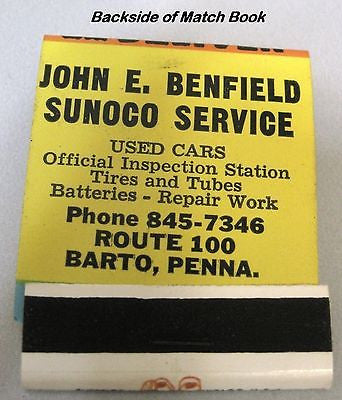 Backside of Match Book
JOHN E. BENFIELD
SUNOCO SERVICE
USED CARS
Official Inspection Station
Tires and Tubes
Batteries - Repair Work
Phone 845-7346
ROUTE 100
BARTO, PENNA.